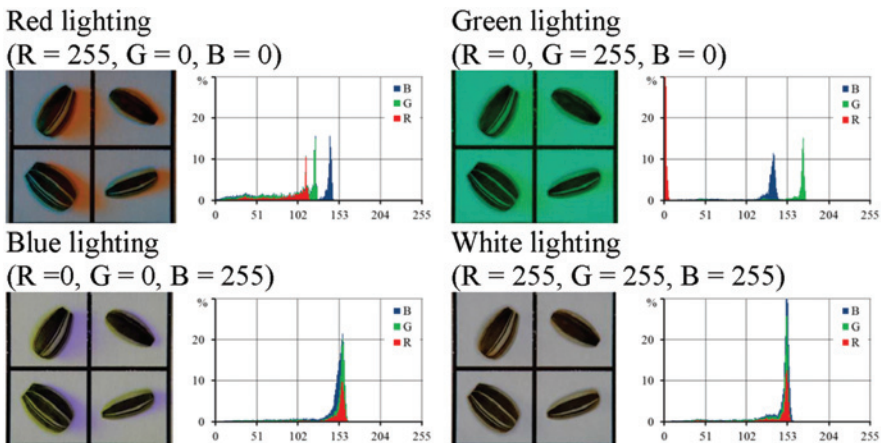 Red lighting
(R = 255, G = 0, B = 0)
%
20
10
0
0 51 102 153 204 255
B
G
R
Green lighting
(R = 0, G = 255, B = 0)
%
20
10
0
0 51 102 153 204 255
B
G
R
Blue lighting
(R =0, G = 0, B = 255)
%
20
10
0
0 51 102 153 204 255
B
G
R
White lighting
(R = 255, G = 255, B = 255)
%
20
10
0
0 51 102 153 204 255
B
G
R